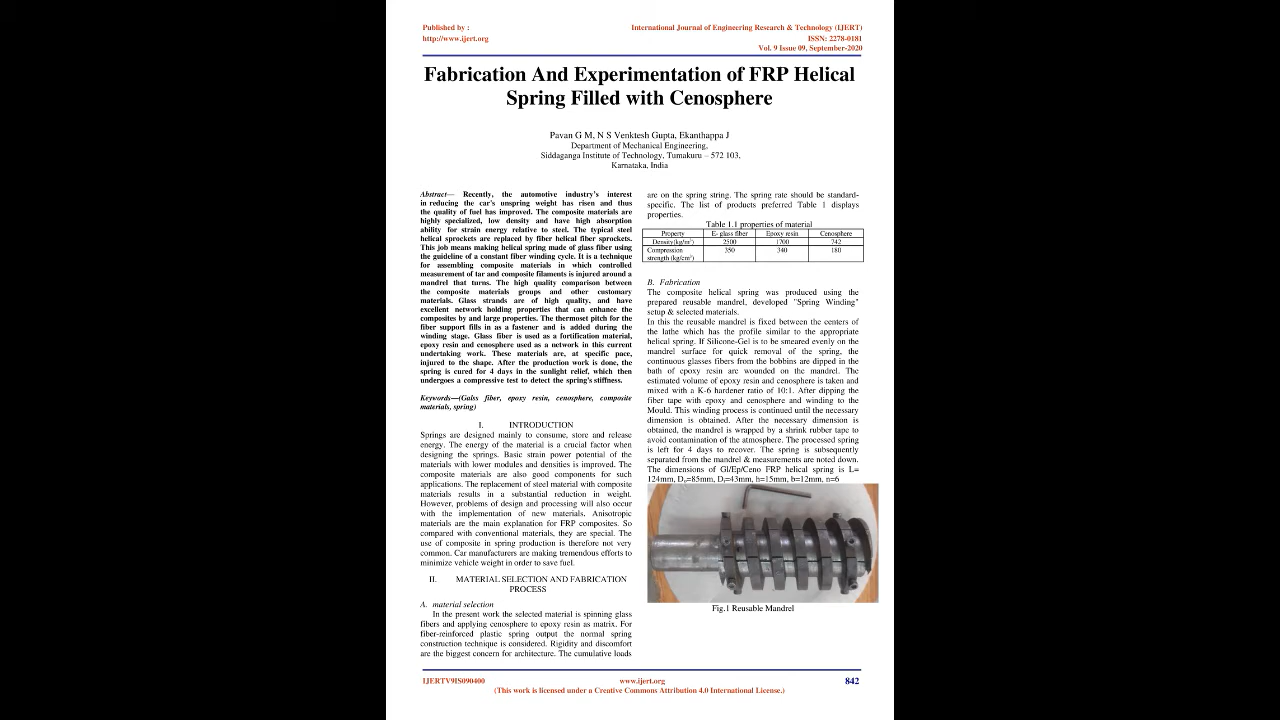 Published by :
http://www.ijert.org
International Journal of Engineering Research & Technology (IJERT)
ISSN: 2278-0181
Vol. 9 Issue 09, September-2020
Fabrication And Experimentation of FRP Helical
Spring Filled with Cenosphere
Pavan G M, N S Venktesh Gupta, Ekanthappa J
Department of Mechanical Engineering,
Siddaganga Institute of Technology, Tumakuru – 572 103,
Karnataka, India
Abstract— Recently, the automotive industry's interest
in reducing the car's unspring weight has risen and thus
the quality of fuel has improved. The composite materials are
highly specialized, low density and have high absorption
ability for strain energy relative to steel. The typical steel
helical sprockets are replaced by fiber helical fiber sprockets.
This job means making helical spring made of glass fiber using
the guideline of a constant fiber winding cycle. It is a technique
for assembling composite materials in which controlled
measurement of tar and composite filaments is injured around a
mandrel that turns. The high quality comparison between
the composite materials groups and other customary
materials. Glass strands are of high quality, and have
excellent network holding properties that can enhance the
composites by and large properties. The thermoset pitch for the
fiber support fills in as a fastener and is added during the
winding stage. Glass fiber is used as a fortification material,
epoxy resin and cenosphere used as a network in this current
undertaking work. These materials are, at specific pace,
injured to the shape. After the production work is done, the
spring is cured for 4 days in the sunlight relief, which then
undergoes a compressive test to detect the spring's stiffness.
Keywords—(Galss fiber, epoxy resin, cenosphere, composite
materials, spring)
I. INTRODUCTION
Springs are designed mainly to consume, store and release
energy. The energy of the material is a crucial factor when
designing the springs. Basic strain power potential of the
materials with lower modules and densities is improved. The
composite materials are also good components for such
applications. The replacement of steel material with composite
materials results in a substantial reduction in weight.
However, problems of design and processing will also occur
with the implementation of new materials. Anisotropic
materials are the main explanation for FRP composites. So
compared with conventional materials, they are special. The
use of composite in spring production is therefore not very
common. Car manufacturers are making tremendous efforts to
minimize vehicle weight in order to save fuel.
II. MATERIAL SELECTION AND FABRICATION
PROCESS
A. material selection
In the present work the selected material is spinning glass
fibers and applying cenosphere to epoxy resin as matrix. For
fiber-reinforced plastic spring output the normal spring
construction technique is considered. Rigidity and discomfort
are the biggest concern for architecture. The cumulative loads
are on the spring string. The spring rate should be standard-
specific. The list of products preferred Table 1 displays
properties.
Table 1.1 properties of material
Property E- glass fiber Epoxy resin Cenosphere
Density(kg/m³) 2500 1700 742
Compression 350 340 180
strength (kg/cm²)
B. Fabrication
The composite helical spring was produced using the
prepared reusable mandrel, developed "Spring Winding"
setup & selected materials.
In this the reusable mandrel is fixed between the centers of
the lathe which has the profile similar to the appropriate
helical spring. If Silicone-Gel is to be smeared evenly on the
mandrel surface for quick removal of the spring, the
continuous glasses fibers from the bobbins are dipped in the
bath of epoxy resin are wounded on the mandrel. The
estimated volume of epoxy resin and cenosphere is taken and
mixed with a K-6 hardener ratio of 10:1. After dipping the
fiber tape with epoxy and cenosphere and winding to the
Mould. This winding process is continued until the necessary
dimension is obtained. After the necessary dimension is
obtained, the mandrel is wrapped by a shrink rubber tape to
avoid contamination of the atmosphere. The processed spring
is left for 4 days to recover. The spring is subsequently
separated from the mandrel & measurements are noted down.
The dimensions of Gl/Ep/Ceno FRP helical spring is L=
124mm, Dₒ=85mm, Dᵢ=43mm, h=15mm, b=12mm, n=6
Fig.1 Reusable Mandrel
IJERTV9IS090400
www.ijert.org
842
(This work is licensed under a Creative Commons Attribution 4.0 International License.)